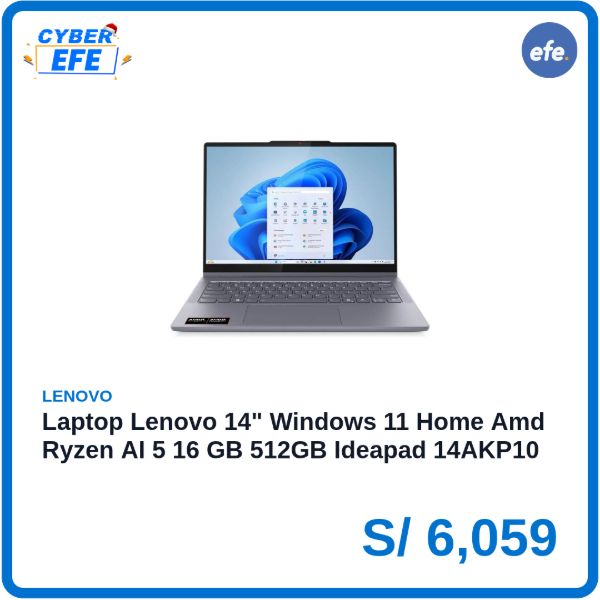 CYBER
EFE
efe.
LENOVO
Laptop Lenovo 14" Windows 11 Home Amd
Ryzen AI 5 16 GB 512GB Ideapad 14AKP10
S/ 6,059